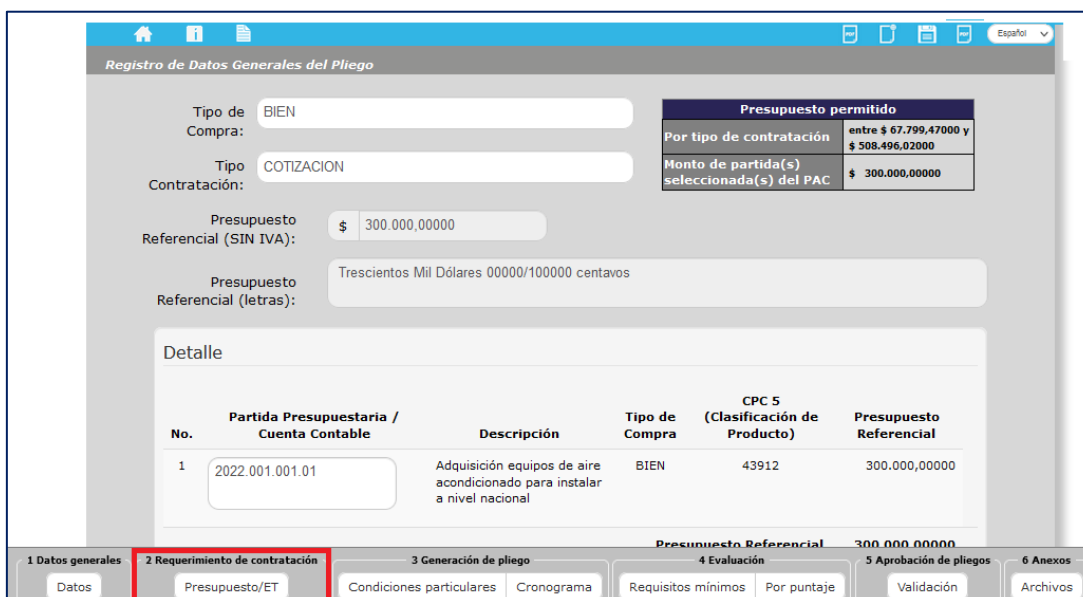 Español
Registro de Datos Generales del Pliego
Tipo de
Compra:
BIEN
Tipo
Contratación:
COTIZACION
Presupuesto permitido
Por tipo de contratación
entre $ 67.799,47000 y
$ 508.496,02000
Monto de partida(s)
seleccionada(s) del PAC
$ 300.000,00000
Presupuesto
Referencial (SIN IVA):
$ 300.000,00000
Presupuesto
Referencial (letras):
Trescientos Mil Dólares 00000/100000 centavos
Detalle
No.
Partida Presupuestaria /
Cuenta Contable
Descripción
Tipo de
Compra
CPC 5
(Clasificación de
Producto)
Presupuesto
Referencial
1
2022.001.001.01
Adquisición equipos de aire
acondicionado para instalar
a nivel nacional
BIEN
43912
300.000,00000
Presupuesto Referencial 300.000,00000
1 Datos generales
Datos
2 Requerimiento de contratación
Presupuesto/ET
3 Generación de pliego
Condiciones particulares
Cronograma
4 Evaluación
Requisitos mínimos
Por puntaje
5 Aprobación de pliegos
Validación
6 Anexos
Archivos